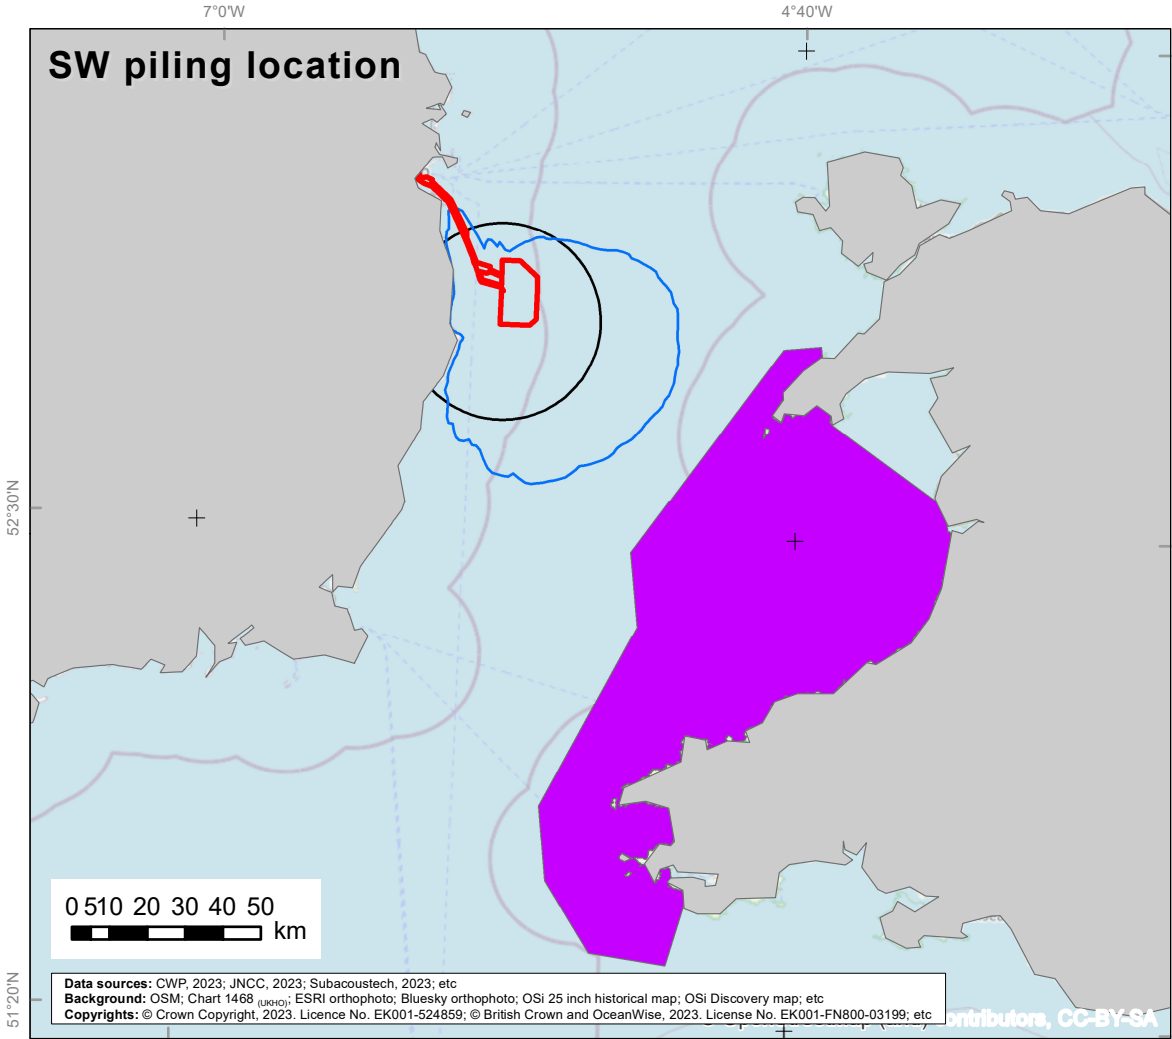 7°0'W 4°40'W
SW piling location
52°30'N
51°20'N
0 5 10 20 30 40 50
km
Data sources: CWP, 2023; JNCC, 2023; Subacoustech, 2023; etc
Background: OSM; Chart 1468 (UKHO); ESRI orthophoto; Bluesky orthophoto; OSi 25 inch historical map; OSi Discovery map; etc
Copyrights: © Crown Copyright, 2023. Licence No. EK001-524859; © British Crown and OceanWise, 2023. License No. EK001-FN800-03199; etc
contributors, CC-BY-SA